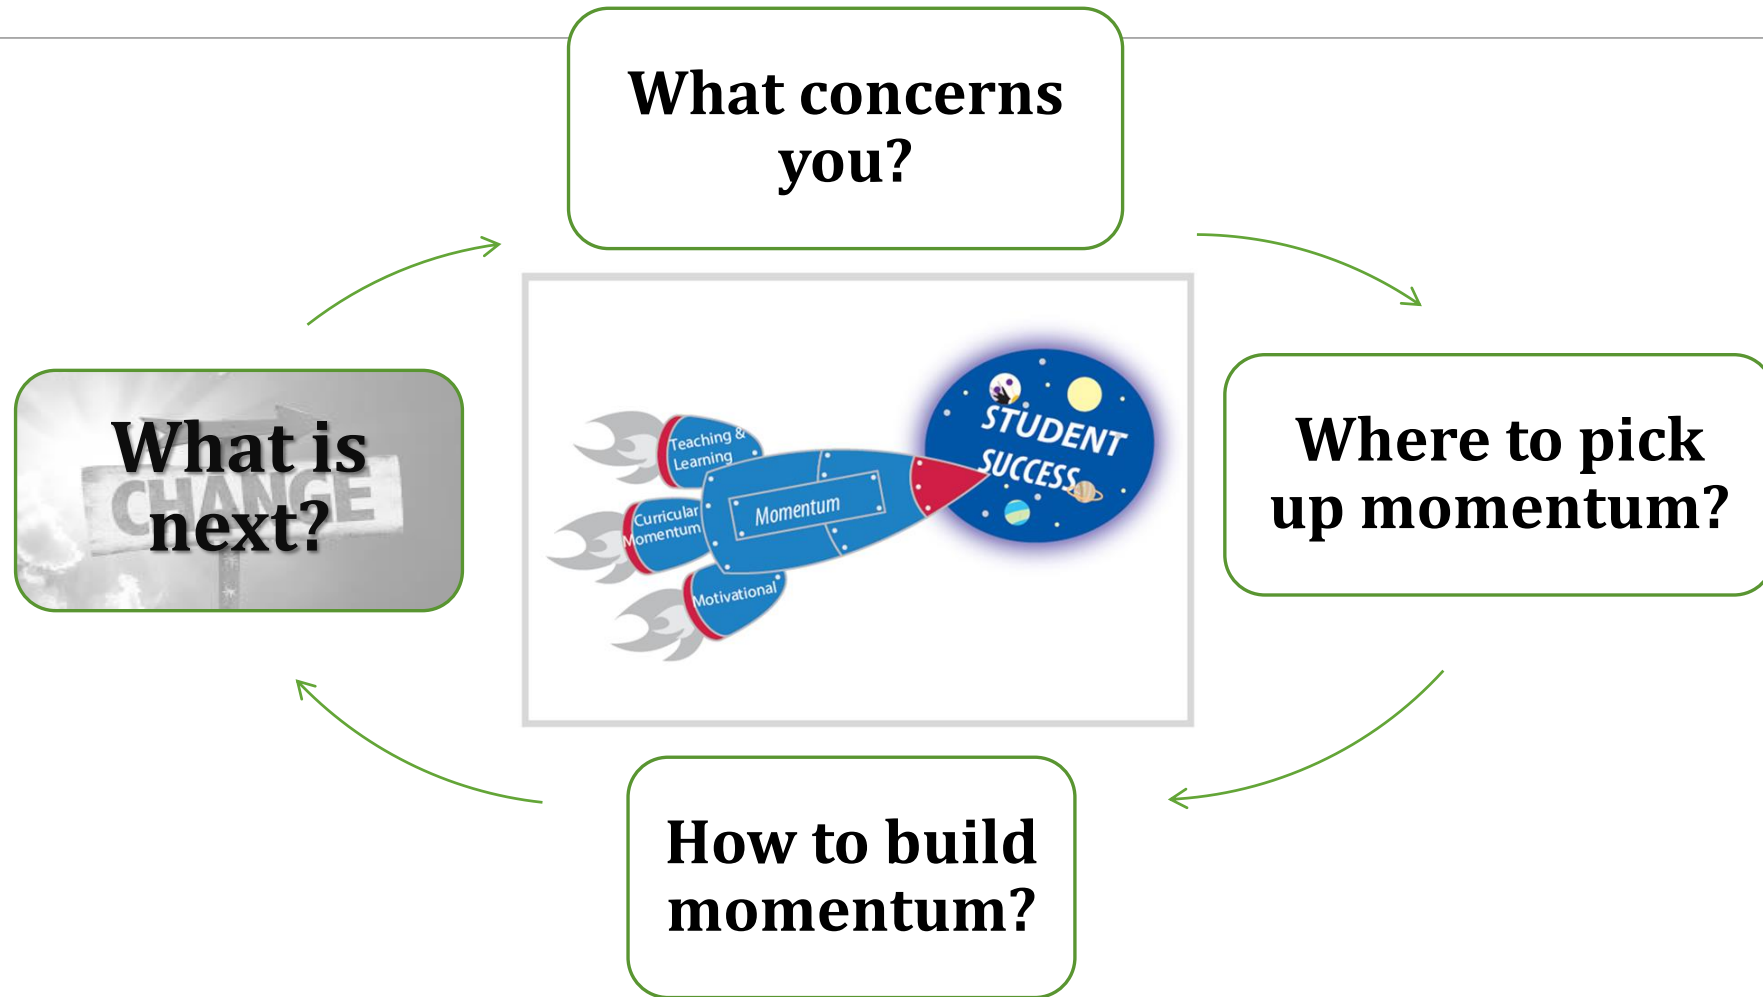 What concerns
you?
Where to pick
up momentum?
How to build
momentum?
What is
next?
CHANGE
Teaching &
Learning
Curricular
Momentum
Motivational
Momentum
STUDENT
SUCCESS